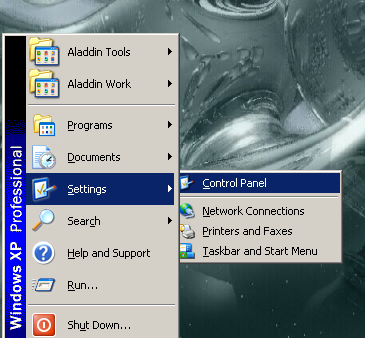 Aladdin Tools
Aladdin Work
Programs
Documents
Settings
Search
Help and Support
Run...
Shut Down...
Windows XP Professional
Control Panel
Network Connections
Printers and Faxes
Taskbar and Start Menu